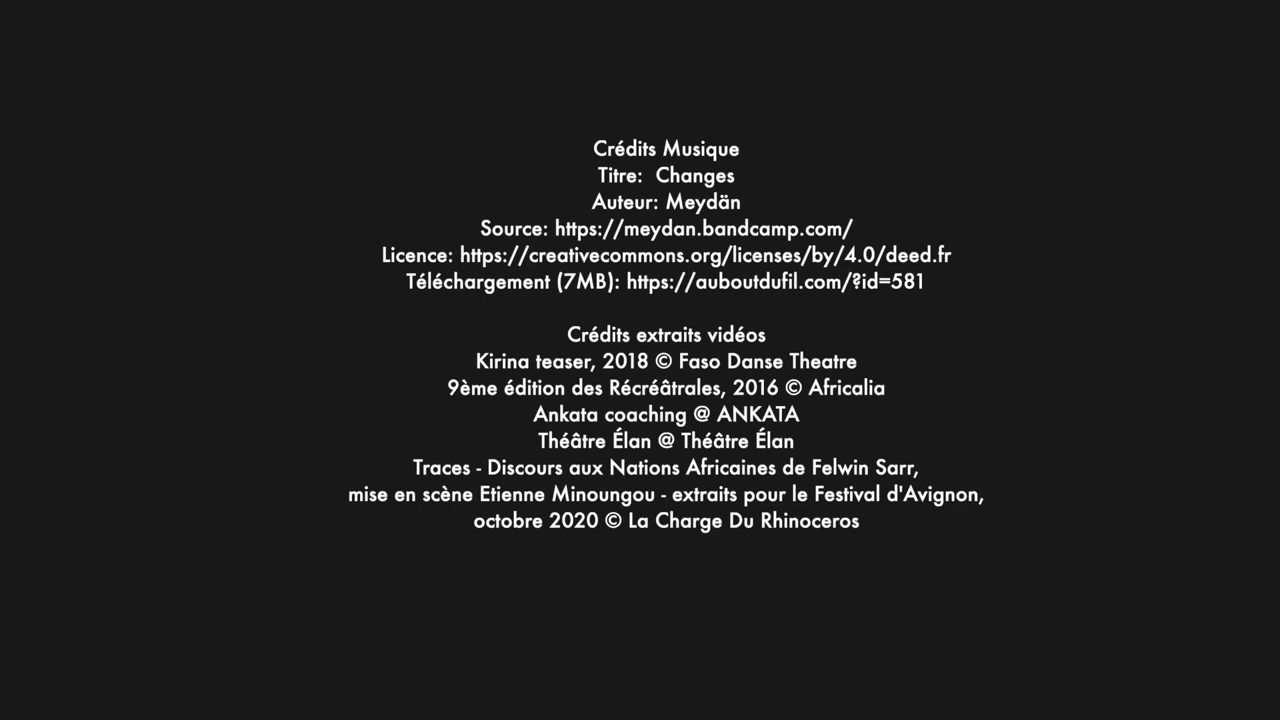 Crédits Musique
Titre:  Changes
Auteur: Meydän
Source: https://meydan.bandcamp.com/
Licence: https://creativecommons.org/licenses/by/4.0/deed.fr
Téléchargement (7MB): https://auboutdufil.com/?id=581
Crédits extraits vidéos
Kirina teaser, 2018 © Faso Danse Theatre
9ème édition des Récréâtrales, 2016 © Africalia
Ankata coaching @ ANKATA
Théâtre Élan @ Théâtre Élan
Traces - Discours aux Nations Africaines de Felwin Sarr,
mise en scène Etienne Minoungou - extraits pour le Festival d'Avignon,
octobre 2020 © La Charge Du Rhinoceros